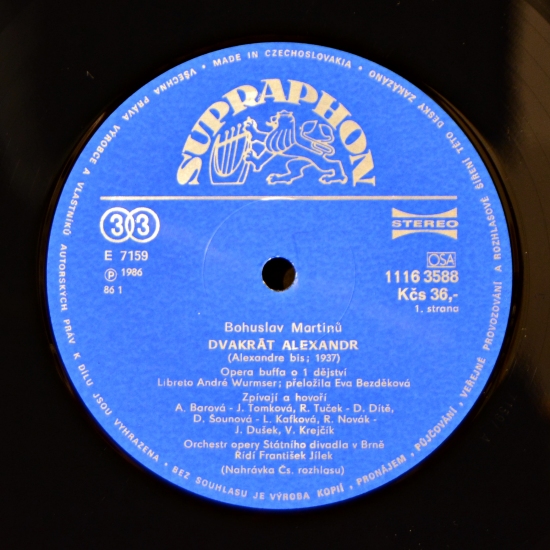 • MADE IN CZECHOSLOVAKIA • VŠECHNA PRÁVA VÝROBCE A VLASTNÍKŮ AUTORSKÝCH PRÁV K DÍLU JSOU VYHRAZENA • BEZ SOUHLASU JE VÝROBA KOPIÍ, PRONÁJEM, PŮJČOVÁNÍ, VEŘEJNÉ PROVOZOVÁNÍ A ROZHLASOVÉ ŠÍŘENÍ TÉTO DESKY ZAKÁZÁNO
SUPRAPHON
33
STEREO
E 7159
℗ 1986
86 1
OSA
1116 3588
Kčs 36,-
1. strana
Bohuslav Martinů
DVAKRÁT ALEXANDR
(Alexandre bis; 1937)
Opera buffa o 1 dějství
Libreto André Wurmser; přeložila Eva Bezděková
Zpívají a hovoří
A. Barová - J. Tomková, R. Tuček - D. Dítě,
D. Šounová - L. Kafková, R. Novák -
J. Dušek, V. Krejčík
Orchestr opery Státního divadla v Brně
Řídí František Jílek
(Nahrávka Čs. rozhlasu)